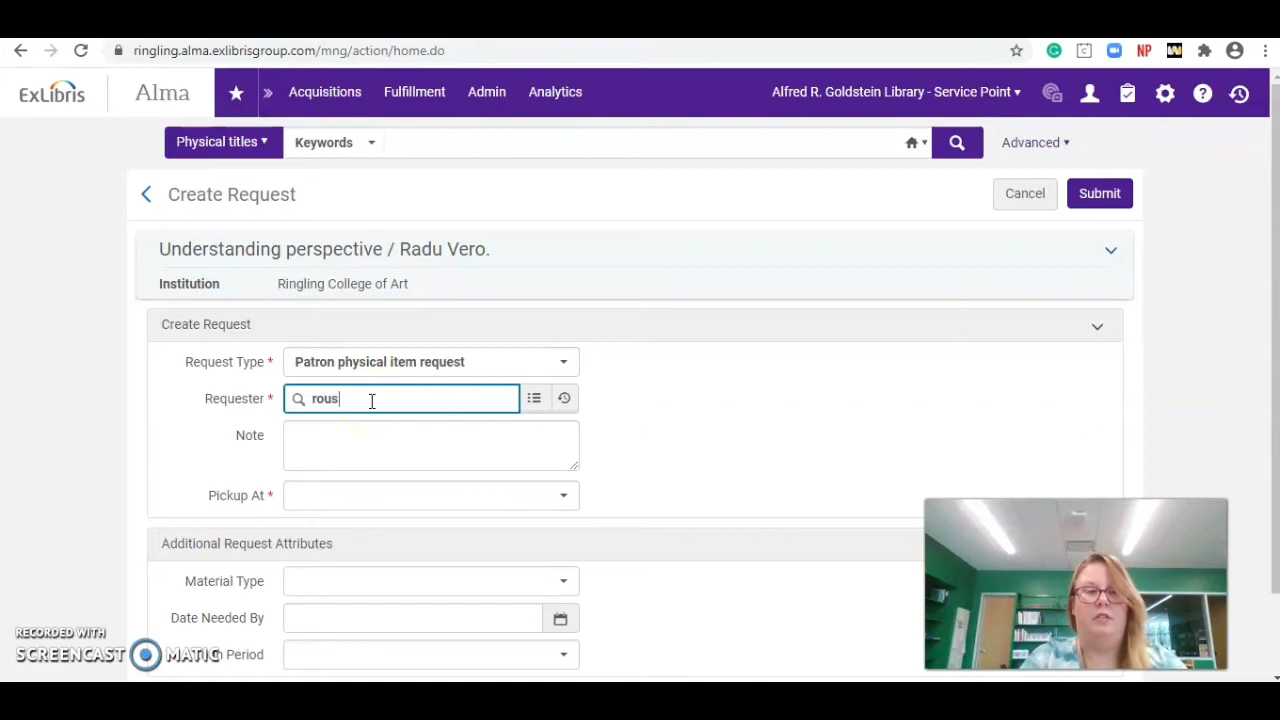 ringling.alma.exlibrisgroup.com/mng/action/home.do
NP
ExLibris
Alma
Acquisitions Fulfillment Admin Analytics
Alfred R. Goldstein Library - Service Point
Physical titles Keywords
Advanced
Create Request
Cancel Submit
Understanding perspective / Radu Vero.
Institution Ringling College of Art
Create Request
Request Type * Patron physical item request
Requester * rous
Note
Pickup At *
Additional Request Attributes
Material Type
Date Needed By
Period
RECORDED WITH
SCREENCAST MATIC